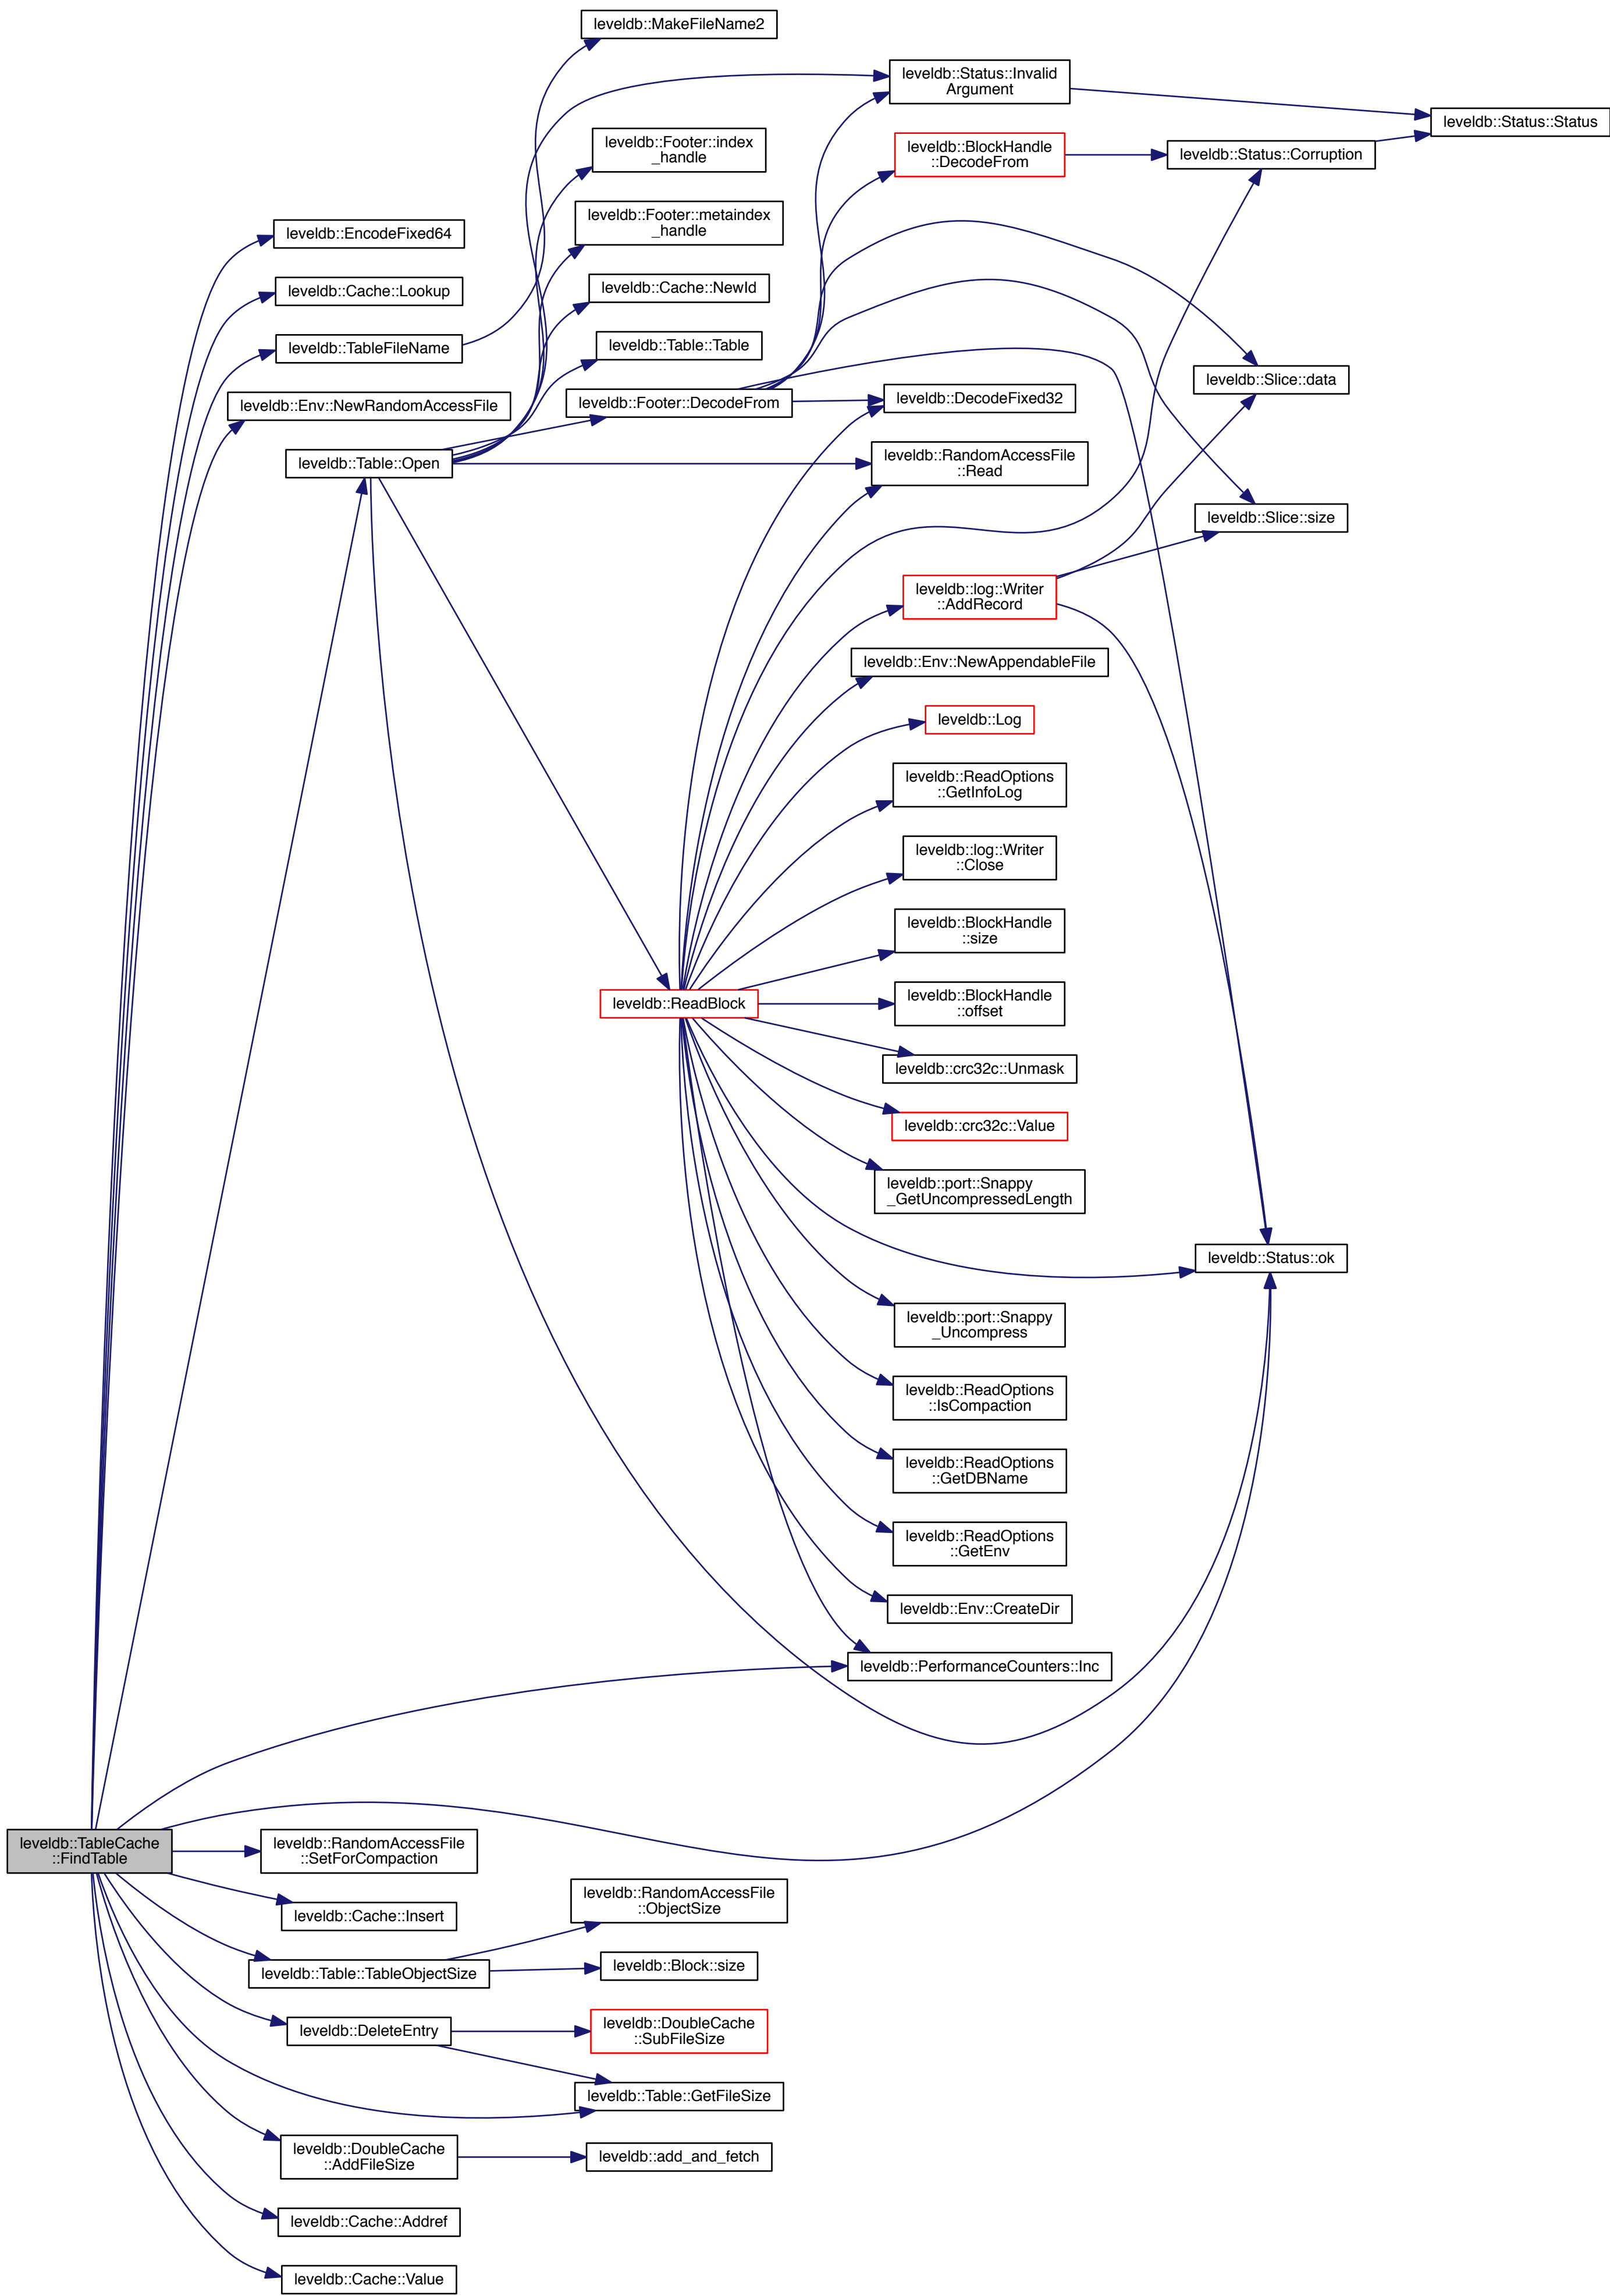 leveldb::MakeFileName2
leveldb::Status::Invalid
Argument
leveldb::Status::Status
leveldb::Footer::index
_handle
leveldb::BlockHandle
::DecodeFrom
leveldb::Status::Corruption
leveldb::EncodeFixed64
leveldb::Footer::metaindex
_handle
leveldb::Cache::Lookup
leveldb::Cache::NewId
leveldb::TableFileName
leveldb::Table::Table
leveldb::Slice::data
leveldb::Env::NewRandomAccessFile
leveldb::Footer::DecodeFrom
leveldb::DecodeFixed32
leveldb::Table::Open
leveldb::RandomAccessFile
::Read
leveldb::Slice::size
leveldb::log::Writer
::AddRecord
leveldb::Env::NewAppendableFile
leveldb::Log
leveldb::ReadOptions
::GetInfoLog
leveldb::log::Writer
::Close
leveldb::BlockHandle
::size
leveldb::ReadBlock
leveldb::BlockHandle
::offset
leveldb::crc32c::Unmask
leveldb::crc32c::Value
leveldb::port::Snappy
_GetUncompressedLength
leveldb::Status::ok
leveldb::port::Snappy
_Uncompress
leveldb::ReadOptions
::IsCompaction
leveldb::ReadOptions
::GetDBName
leveldb::ReadOptions
::GetEnv
leveldb::Env::CreateDir
leveldb::PerformanceCounters::Inc
leveldb::TableCache
::FindTable
leveldb::RandomAccessFile
::SetForCompaction
leveldb::Cache::Insert
leveldb::RandomAccessFile
::ObjectSize
leveldb::Table::TableObjectSize
leveldb::Block::size
leveldb::DeleteEntry
leveldb::DoubleCache
::SubFileSize
leveldb::Table::GetFileSize
leveldb::DoubleCache
::AddFileSize
leveldb::add_and_fetch
leveldb::Cache::Addref
leveldb::Cache::Value